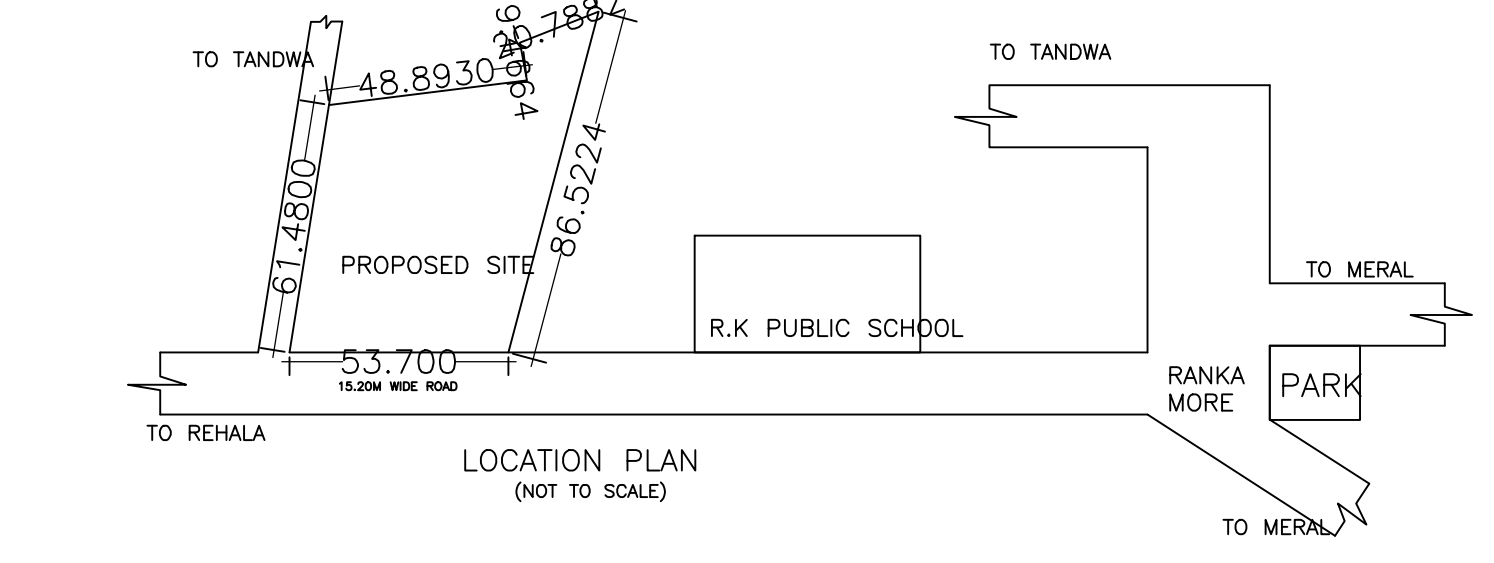 TO TANDWA
48.8930
TO TANDWA
61.4800
86.5224
PROPOSED SITE
TO MERAL
R.K PUBLIC SCHOOL
53.700
15.20M WIDE ROAD
RANKA
MORE
PARK
TO REHALA
LOCATION PLAN
(NOT TO SCALE)
TO MERAL